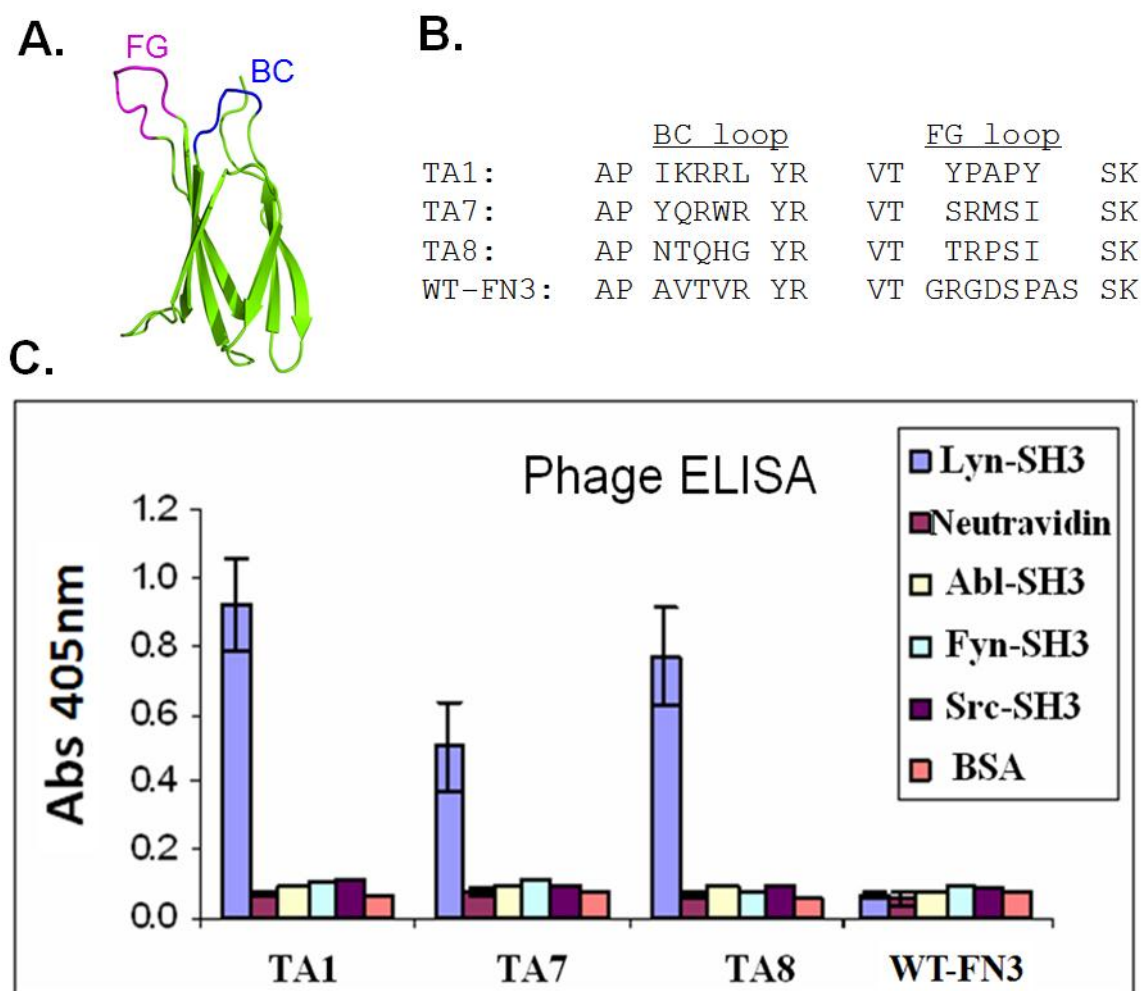 A.
FG
BC
B.
BC loop FG loop
TA1: AP IKRRL YR VT YPAPY SK
TA7: AP YQRWR YR VT SRMSI SK
TA8: AP NTQHG YR VT TRPSI SK
WT-FN3: AP AVTVR YR VT GRGDSPAS SK
C.
Phage ELISA
Abs 405nm
1.2
1.0
0.8
0.6
0.4
0.2
0.0
TA1 TA7 TA8 WT-FN3
Lyn-SH3
Neutravidin
Abl-SH3
Fyn-SH3
Src-SH3
BSA